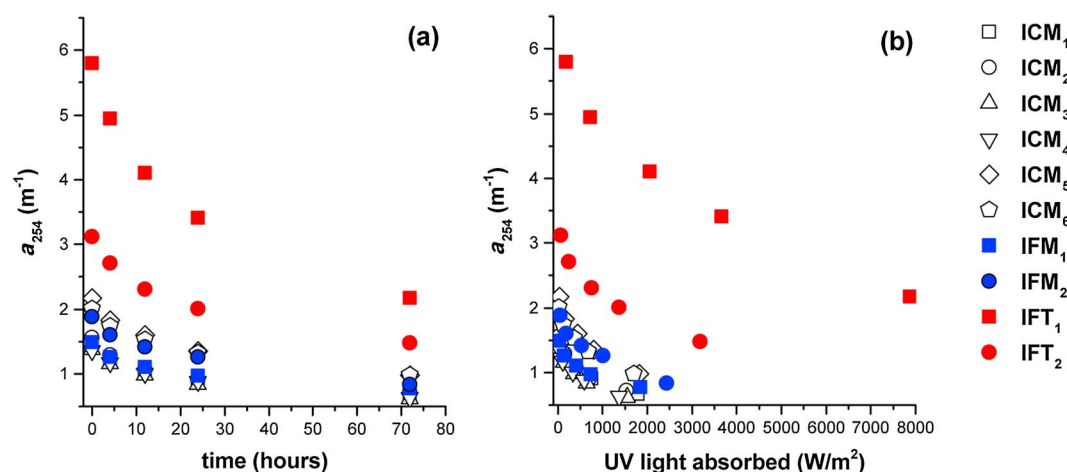 (a)
6
5
4
3
2
1
a254 (m-1)
0 10 20 30 40 50 60 70 80
time (hours)
(b)
6
5
4
3
2
1
a254 (m-1)
0 1000 2000 3000 4000 5000 6000 7000 8000
UV light absorbed (W/m2)
ICM1
ICM2
ICM3
ICM4
ICM5
ICM6
IFM1
IFM2
IFT1
IFT2